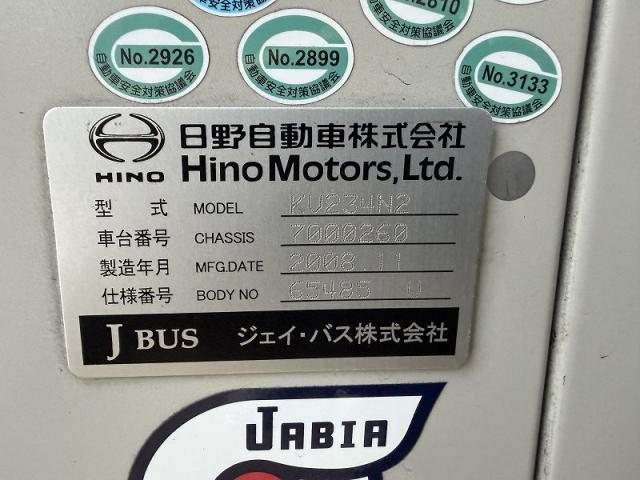 No.2926
自動車安全対策協議会
No.2899
自動車安全対策協議会
No.3133
自動車安全対策協議会
HINO
日野自動車株式会社
Hino Motors, Ltd.
型 式 MODEL KV234N2
車台番号 CHASSIS 7000260
製造年月 MFG.DATE 2008 11
仕様番号 BODY NO 65485 U
J BUS ジェイ・バス株式会社
JABIA